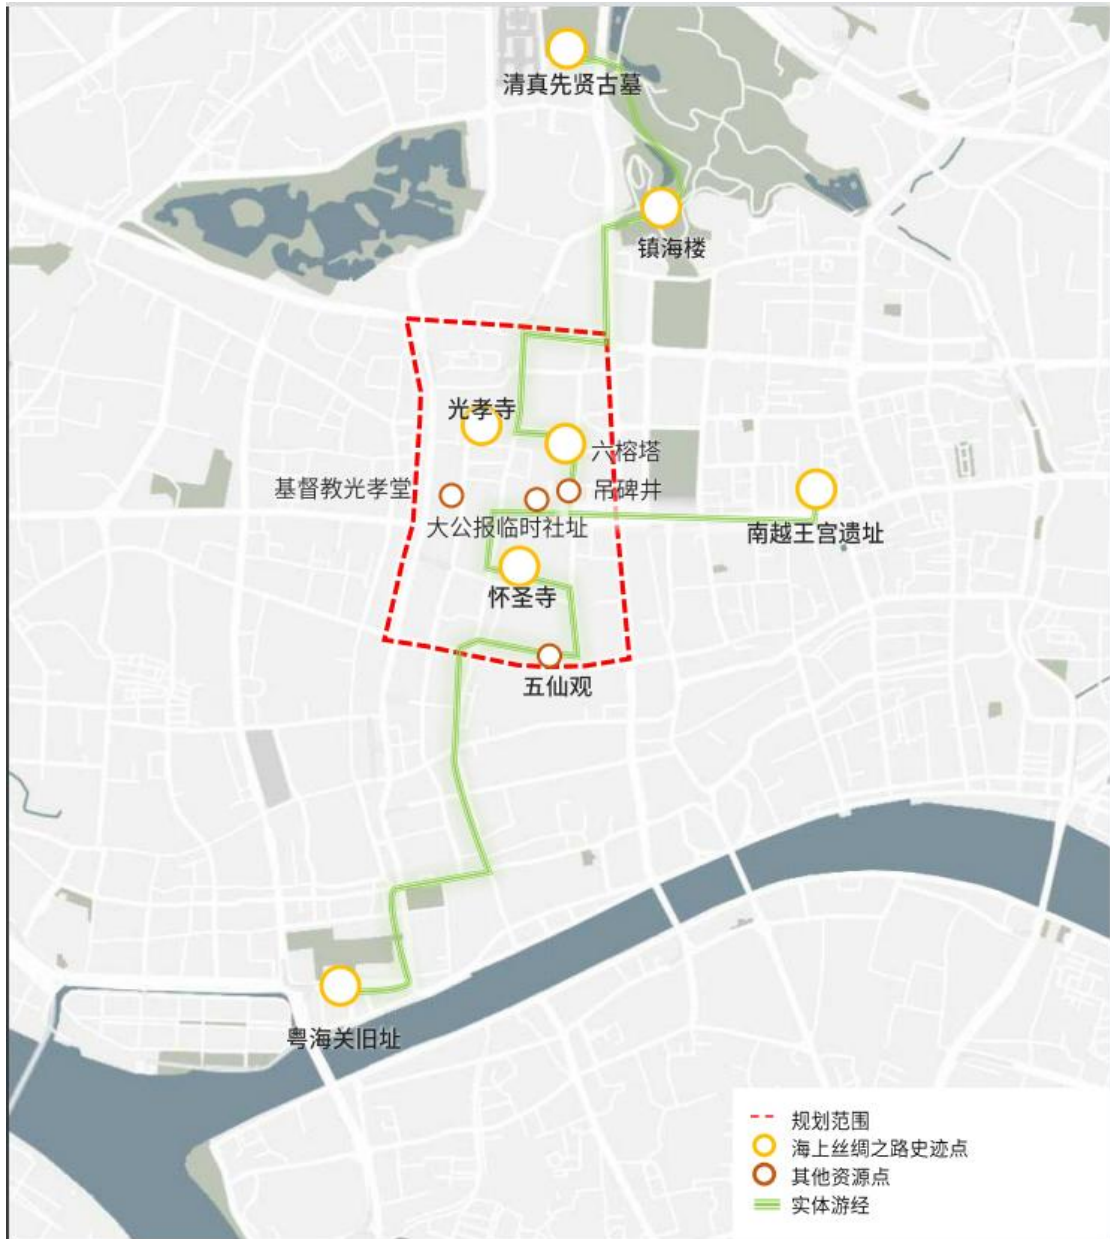 清真先贤古墓
镇海楼
光孝寺
六榕塔
基督教光孝堂
吊碑井
大公报临时社址
南越王宫遗址
怀圣寺
五仙观
粤海关旧址
规划范围
海上丝绸之路史迹点
其他资源点
实体游经